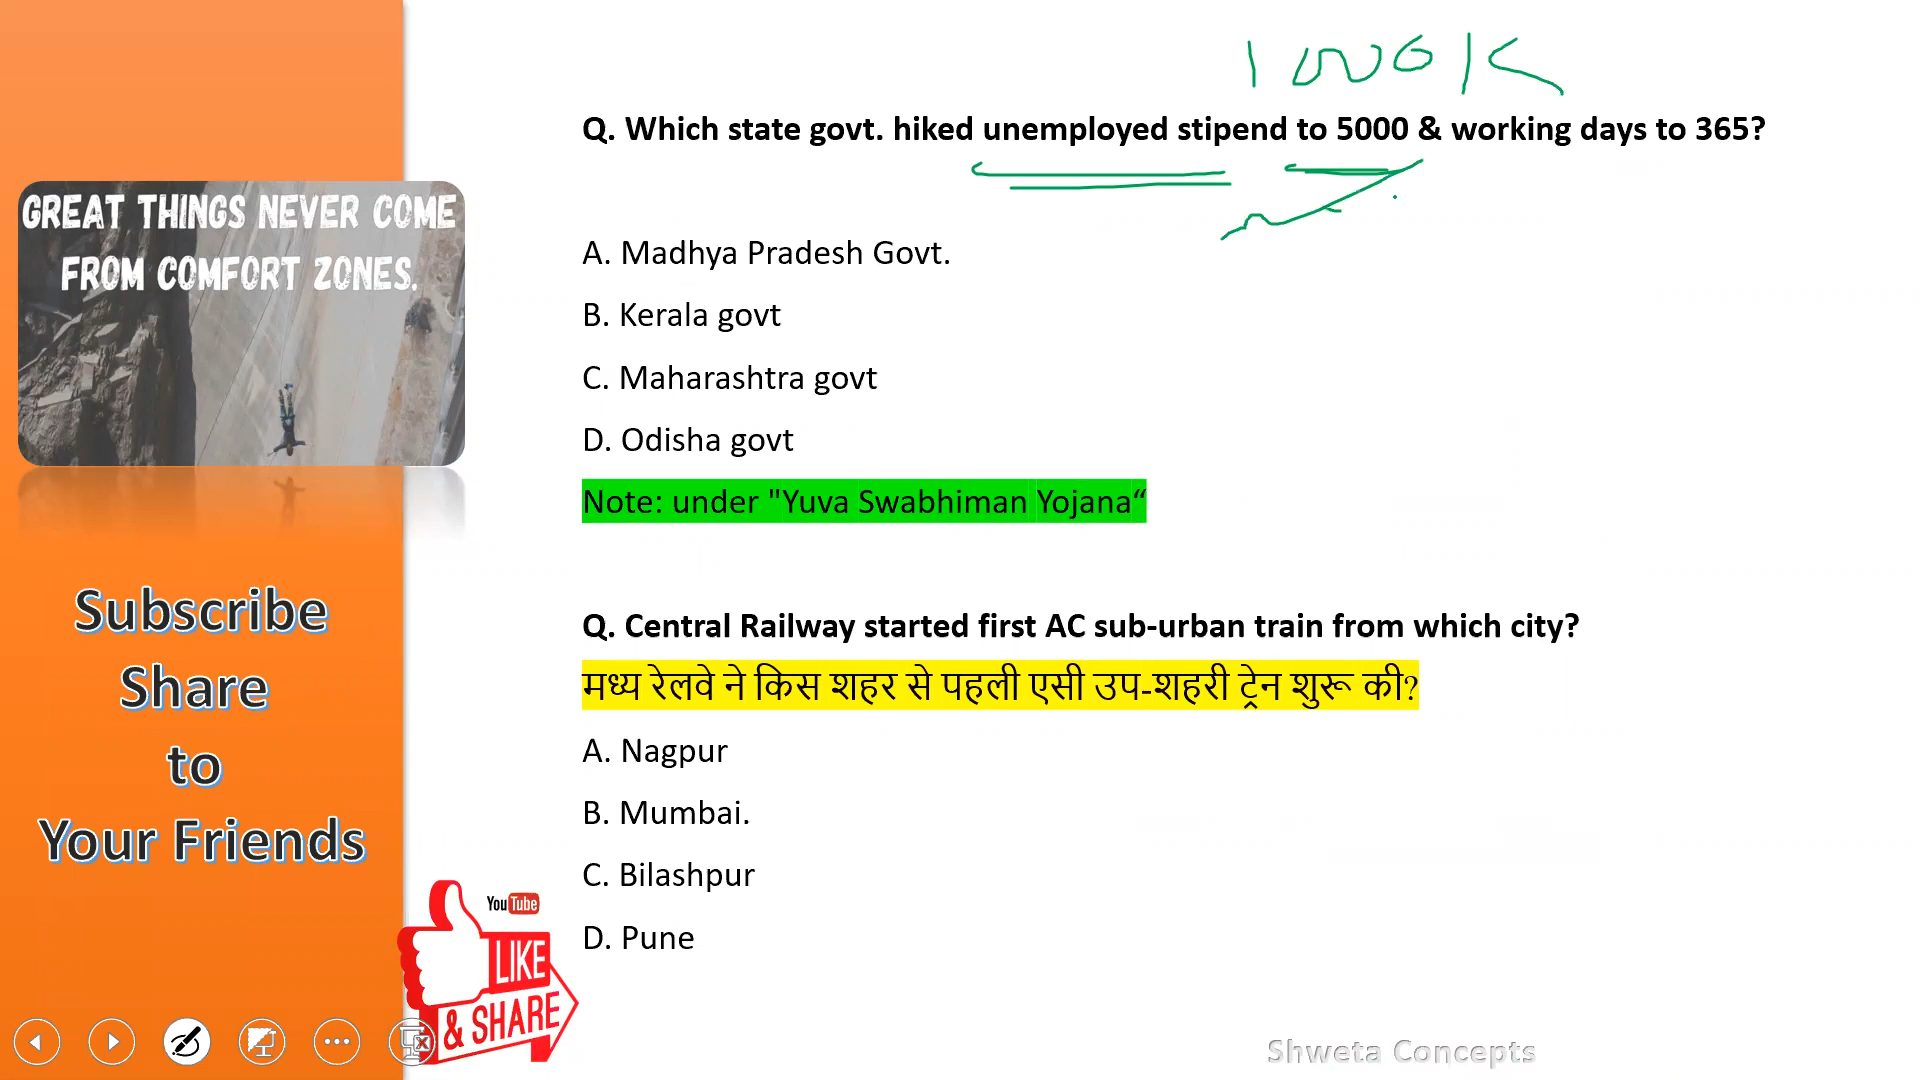 GREAT THINGS NEVER COME
FROM COMFORT ZONES.
Subscribe
Share
to
Your Friends
Q. Which state govt. hiked unemployed stipend to 5000 & working days to 365?
A. Madhya Pradesh Govt.
B. Kerala govt
C. Maharashtra govt
D. Odisha govt
Note: under "Yuva Swabhiman Yojana“
Q. Central Railway started first AC sub-urban train from which city?
मध्य रेलवे ने किस शहर से पहली एसी उप-शहरी ट्रेन शुरू की?
A. Nagpur
B. Mumbai.
C. Bilashpur
D. Pune
YouTube
LIKE
& SHARE
Shweta Concepts